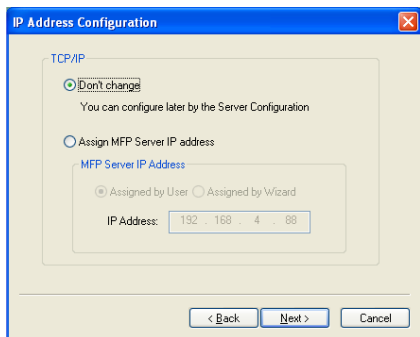 IP Address Configuration
TCP/IP
Don't change
You can configure later by the Server Configuration
Assign MFP Server IP address
MFP Server IP Address
Assigned by User Assigned by Wizard
IP Address: 192 . 168 . 4 . 88
< Back Next > Cancel